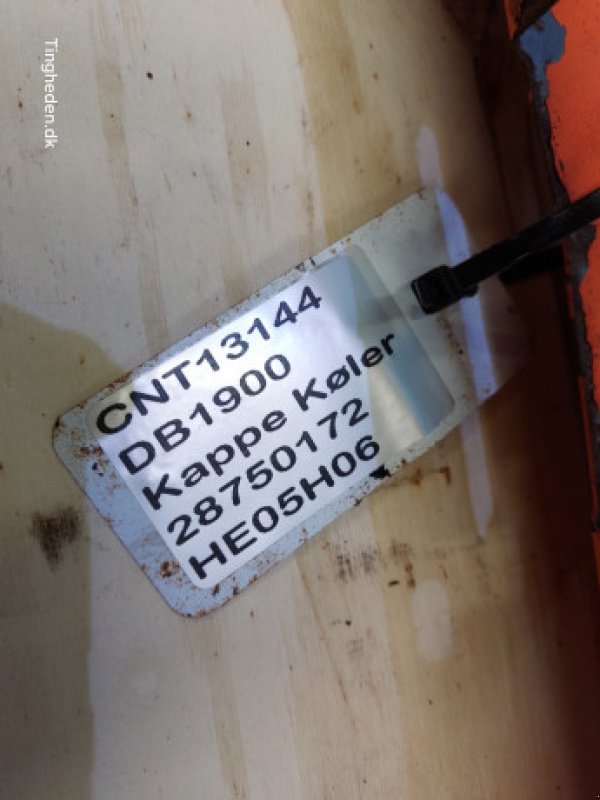 Tingheden.dk
CNT13144
DB1900
Kappe Køler
28750172
HE05H06